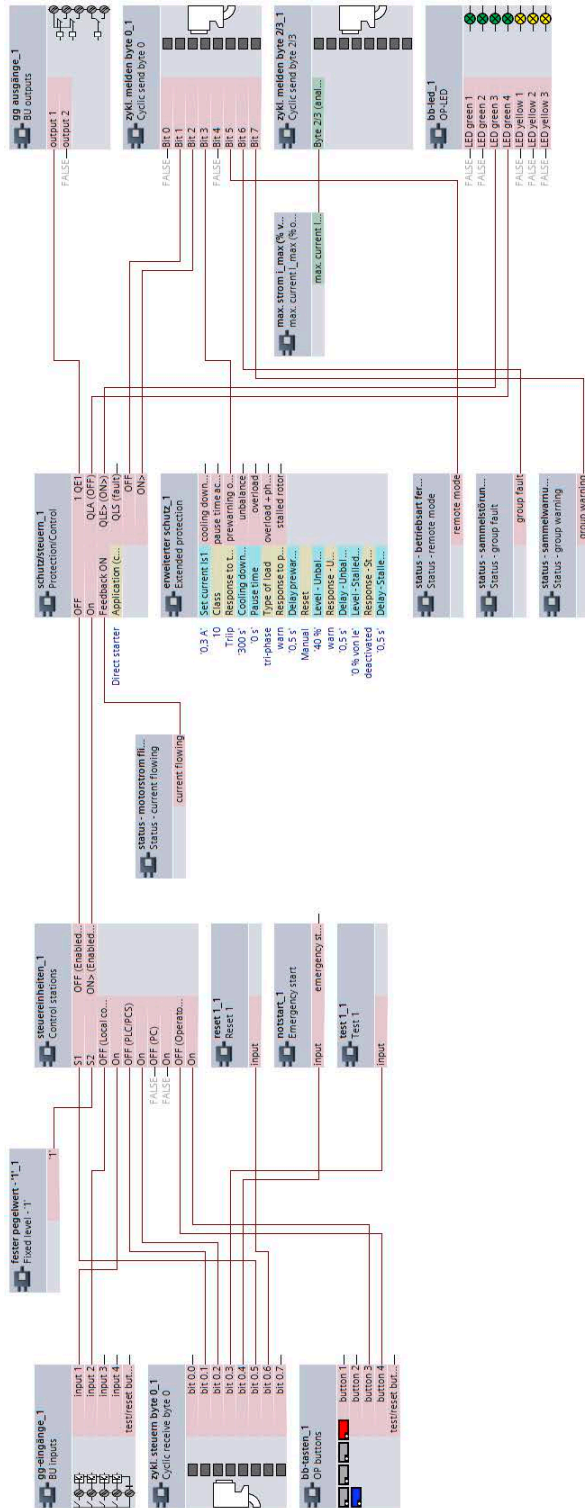 gg-eingänge_1
BU inputs
input 1
input 2
input 3
input 4
test/reset but...
zykl. steuern byte 0_1
Cyclic receive byte 0
bit 0.0
bit 0.1
bit 0.2
bit 0.3
bit 0.4
bit 0.5
bit 0.6
bit 0.7
bb-tasten_1
OP buttons
button 1
button 2
button 3
button 4
test/reset but...
fester pegelwert - '1'_1
Fixed level - '1'
'1'
steuereinheiten_1
Control stations
S1
S2
OFF (Local co...
On
OFF (PLC/PCS)
On
FALSE
OFF (PC)
FALSE
On
OFF (Operato...
On
OFF (Enabled...
ON> (Enabled...
reset 1_1
Reset 1
input
notstart_1
Emergency start
input
emergency st...
test 1_1
Test 1
input
status - motorstrom fli...
Status - current flowing
current flowing
schutz/steuern_1
Protection/Control
OFF
On
Feedback ON
Direct starter
Application (c...
1 QE1
QLA (OFF)
QLE> (ON>)
QLS (fault)
OFF
ON>
erweiterter schutz_1
Extended protection
'0,3 A'
Set current Is1
cooling down...
10
Class
pause time ac...
Triip
Response to t...
prewarning o...
'300 s'
Cooling down...
unbalance
'0 s'
Pause time
overload
tri-phase
Type of load
overload + ph...
warn
Response to p...
stalled rotor
'0,5 s'
Delay prewar...
Manual
Reset
'40 %'
Level - Unbal...
warn
Response - U...
'0,5 s'
Delay - Unbal...
'0 % von Ie'
Level - Stalled...
deactivated
Response - St...
'0,5 s'
Delay - Stalle...
status - betriebsart fer...
Status - remote mode
remote mode
status - sammelstörun...
Status - group fault
group fault
status - sammelwarnu...
Status - group warning
group warning
max. strom i_max (% v...
max. current I_max (% o...
max. current I...
gg ausgänge_1
BU outputs
output 1
FALSE
output 2
zykl. melden byte 0_1
Cyclic send byte 0
FALSE
Bit 0
Bit 1
Bit 2
Bit 3
FALSE
Bit 4
Bit 5
Bit 6
Bit 7
zykl. melden byte 2/3_1
Cyclic send byte 2/3
Byte 2/3 (anal...
bb-led_1
OP-LED
FALSE
LED green 1
FALSE
LED green 2
LED green 3
LED green 4
FALSE
LED yellow 1
FALSE
LED yellow 2
FALSE
LED yellow 3